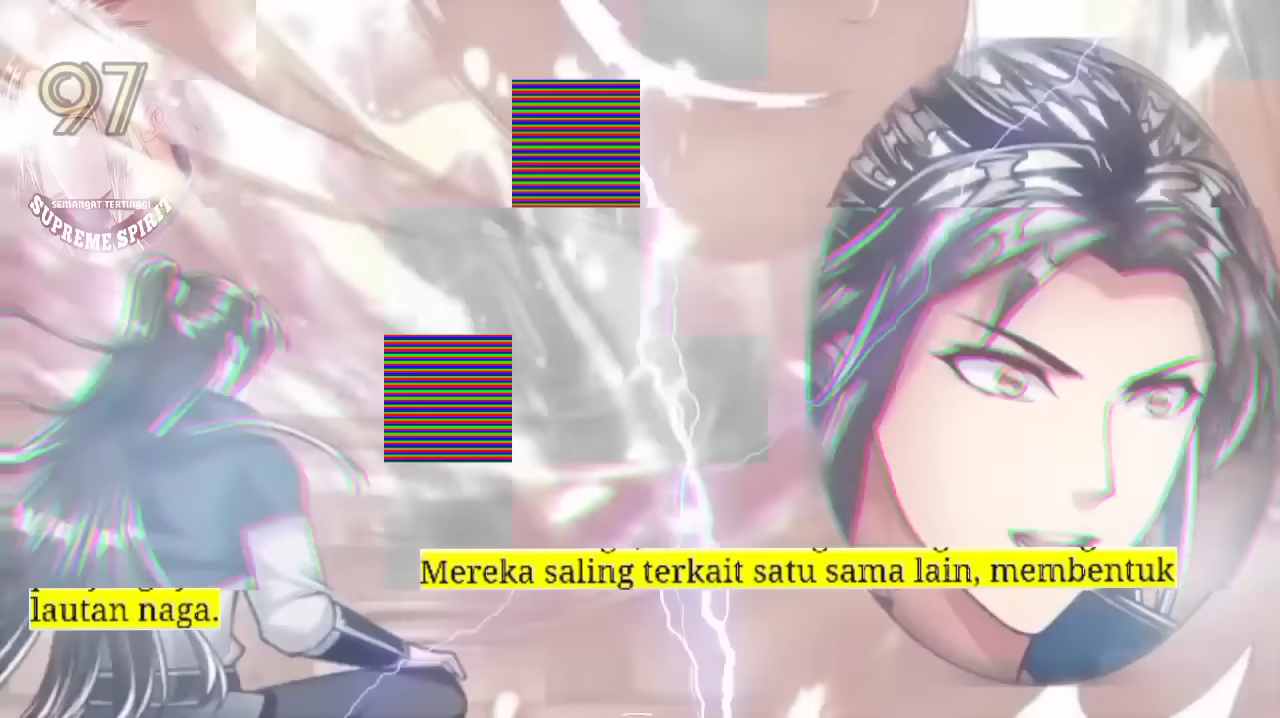 97
SEMANGAT TERTINGGI
SUPREME SPIRIT
Mereka saling terkait satu sama lain, membentuk
lautan naga.